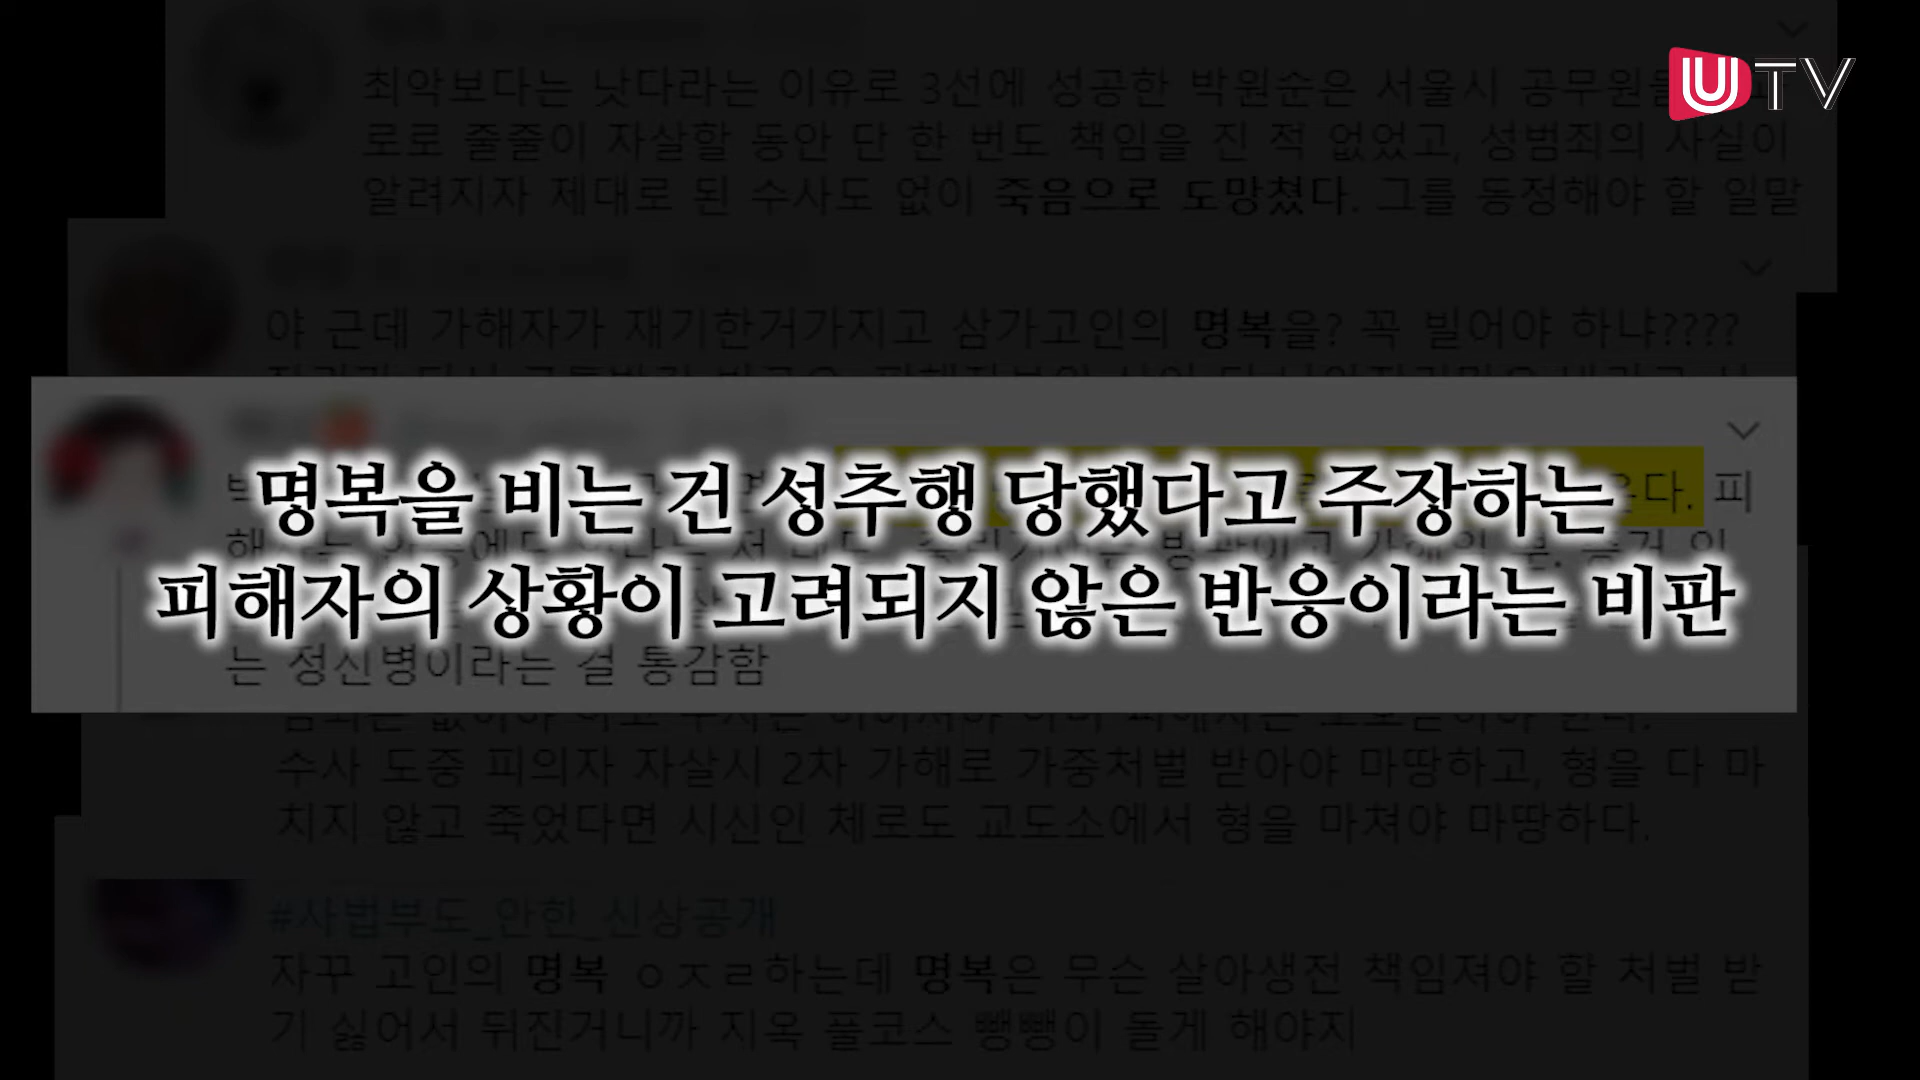 UTV
최악보다는 낫다라는 이유로 3선에 성공한 박원순은 서울시 공무원들
로로 줄줄이 자살할 동안 단 한 번도 책임을 진 적 없었고, 성범죄의 사실이
알려지자 제대로 된 수사도 없이 죽음으로 도망쳤다. 그를 동정해야 할 일말
야 근데 가해자가 재기한거가지고 삼가고인의 명복을? 꼭 빌어야 하냐????
피
명복을 비는 건 성추행 당했다고 주장하는
피해자의 상황이 고려되지 않은 반응이라는 비판
는 정신병이라는 걸 통감함
수사 도중 피의자 자살시 2차 가해로 가중처벌 받아야 마땅하고, 형을 다 마
치지 않고 죽었다면 시신인 체로도 교도소에서 형을 마쳐야 마땅하다.
#사법부도_안한_신상공개
자꾸 고인의 명복 ㅇㅈㄹ하는데 명복은 무슨 살아생전 책임져야 할 처벌 받
기 싫어서 뒤진거니까 지옥 풀코스 뺑뺑이 돌게 해야지